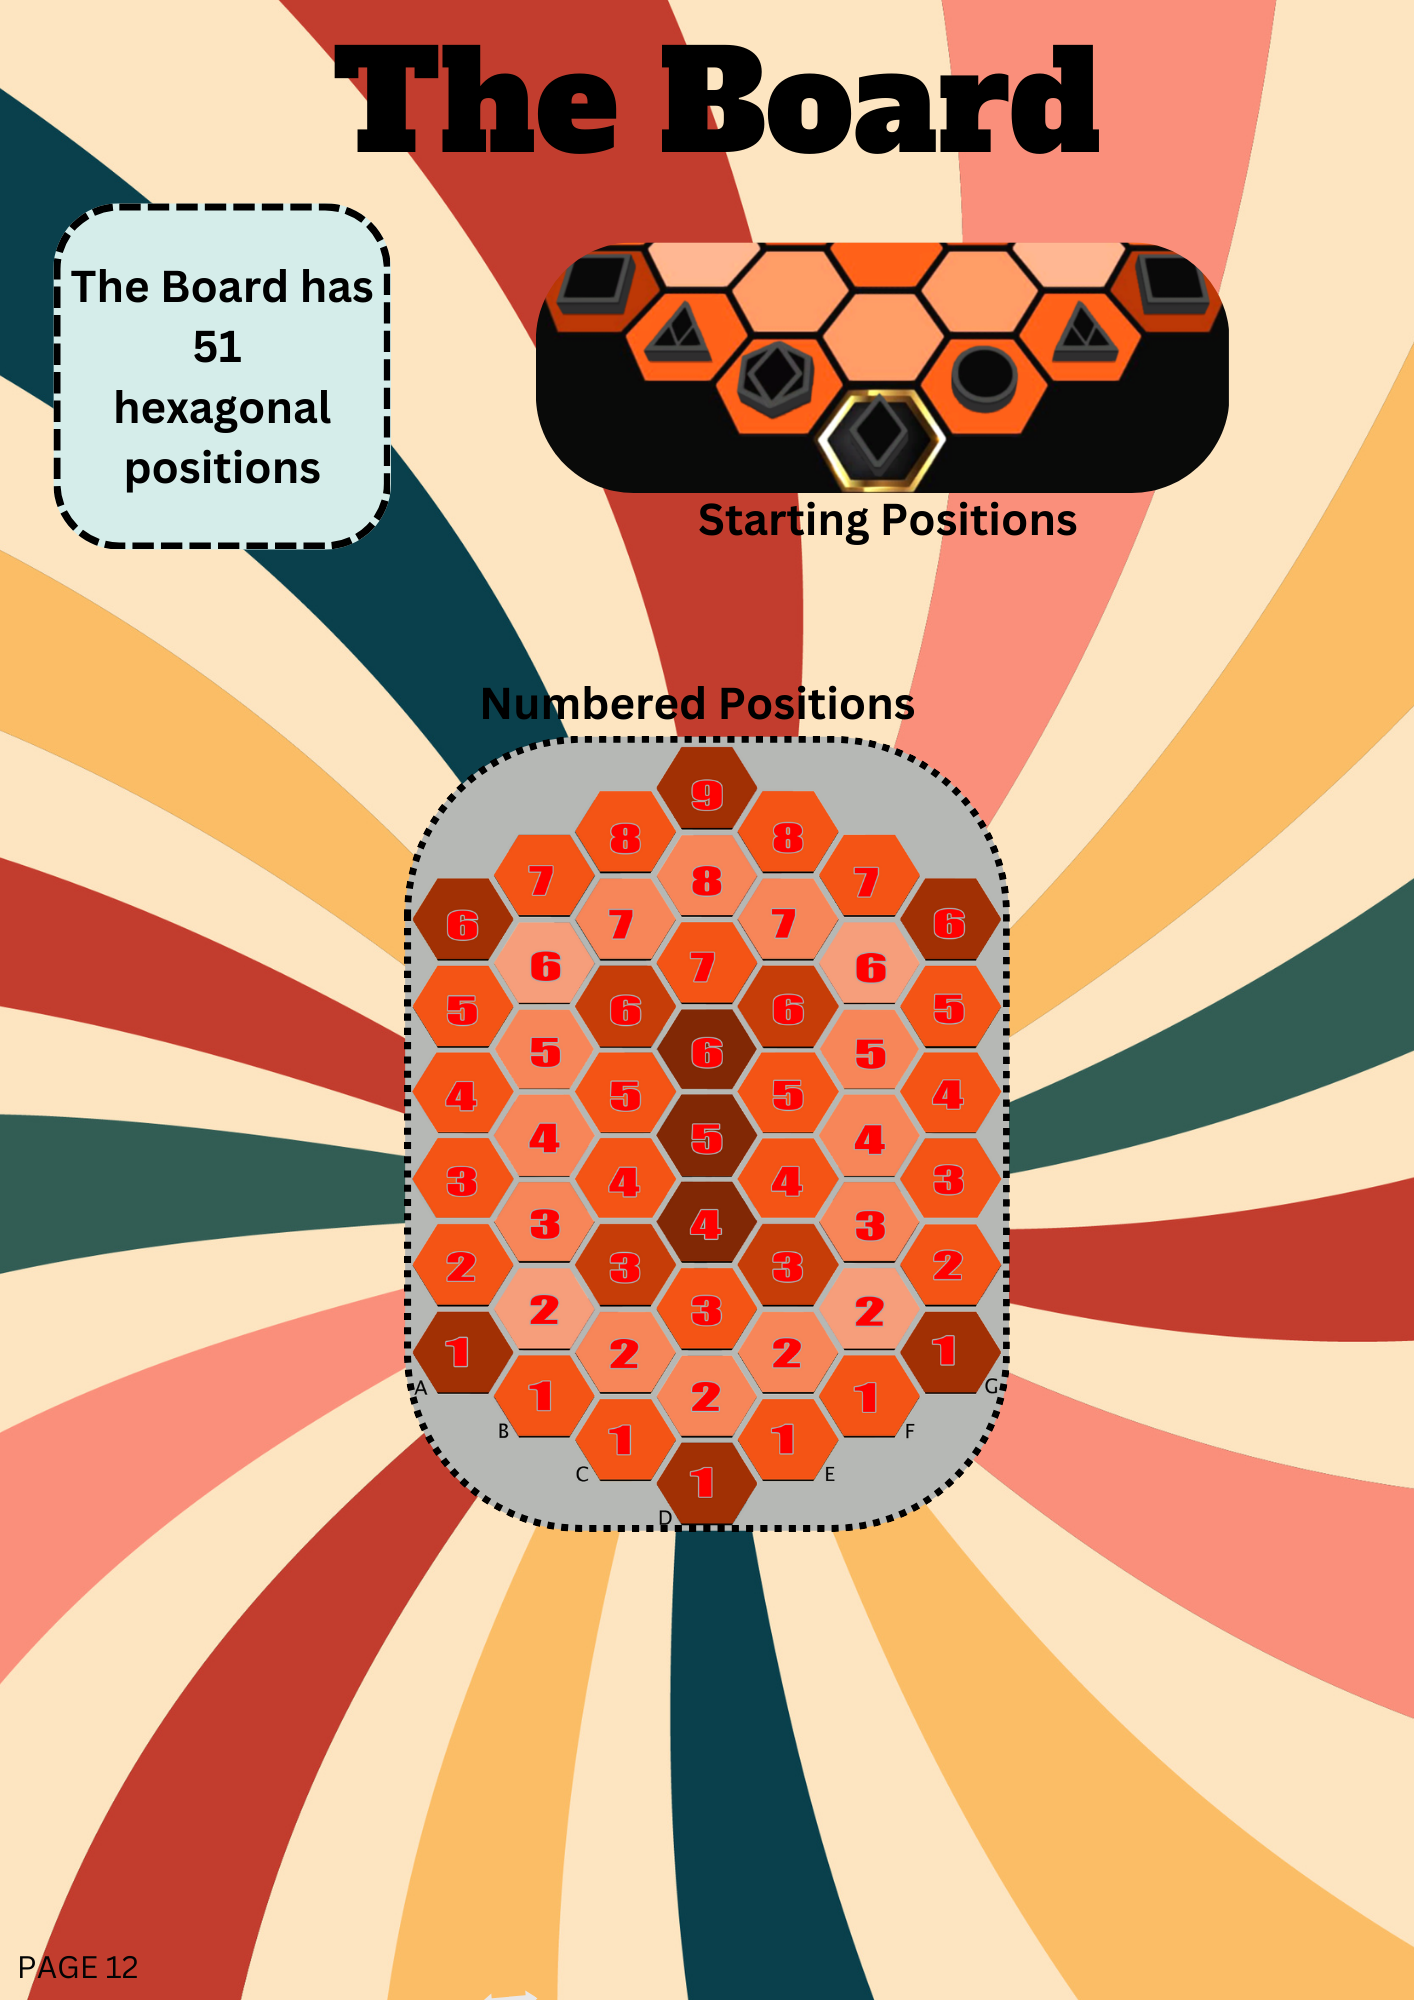 The Board
The Board has
51
hexagonal
positions
Starting Positions
Numbered Positions
9
8 8
7 8 7
6 7 7 6
6 7 6
5 6 6 5
5 6 5
4 5 5 4
4 5 4
3 4 4 3
3 4 3
2 3 3 2
2 3 2
1 2 2 1
A G
1 2 1
B F
1 1
C E
1
D
PAGE 12